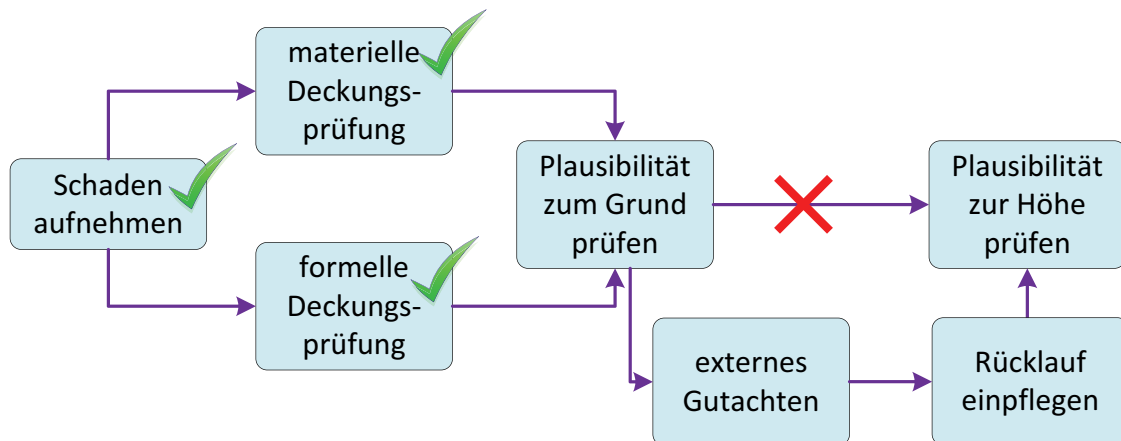 materielle
Deckungs-
prüfung
Schaden
aufnehmen
formelle
Deckungs-
prüfung
Plausibilität
zum Grund
prüfen
Plausibilität
zur Höhe
prüfen
externes
Gutachten
Rücklauf
einpflegen